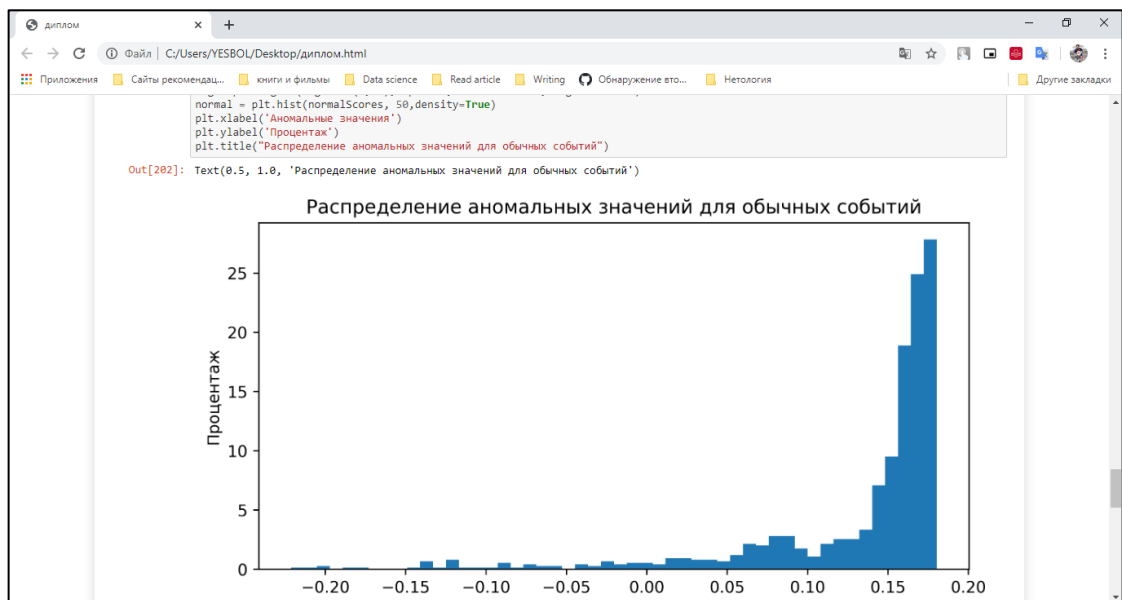 диплом
Файл | C:/Users/YESBOL/Desktop/диплом.html
Приложения Сайты рекомендац... книги и фильмы Data science Read article Writing Обнаружение вто... Нетология Другие закладки
normal = plt.hist(normalScores, 50,density=True)
plt.xlabel('Аномальные значения')
plt.ylabel('Процентаж')
plt.title("Распределение аномальных значений для обычных событий")
Out[202]: Text(0.5, 1.0, 'Распределение аномальных значений для обычных событий')
Распределение аномальных значений для обычных событий
Процентаж
25
20
15
10
5
0
−0.20 −0.15 −0.10 −0.05 0.00 0.05 0.10 0.15 0.20